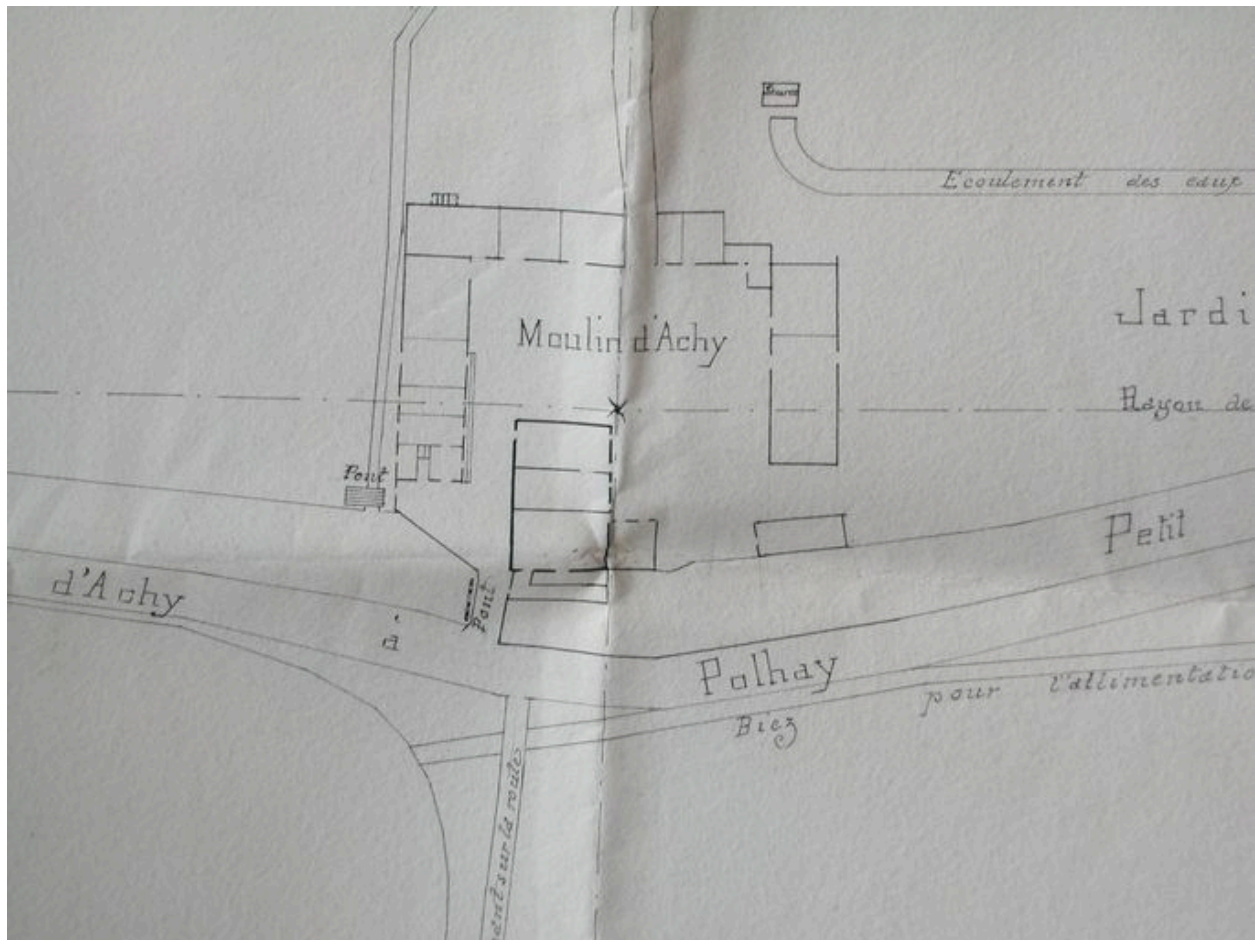 Source
Ecoulement des eaux
Jardi
Moulin d'Achy
Rayon de
Pont
Petit
d'Achy
à
Pont
Polhay
Biez
pour l'allimentatio
ent sur la route